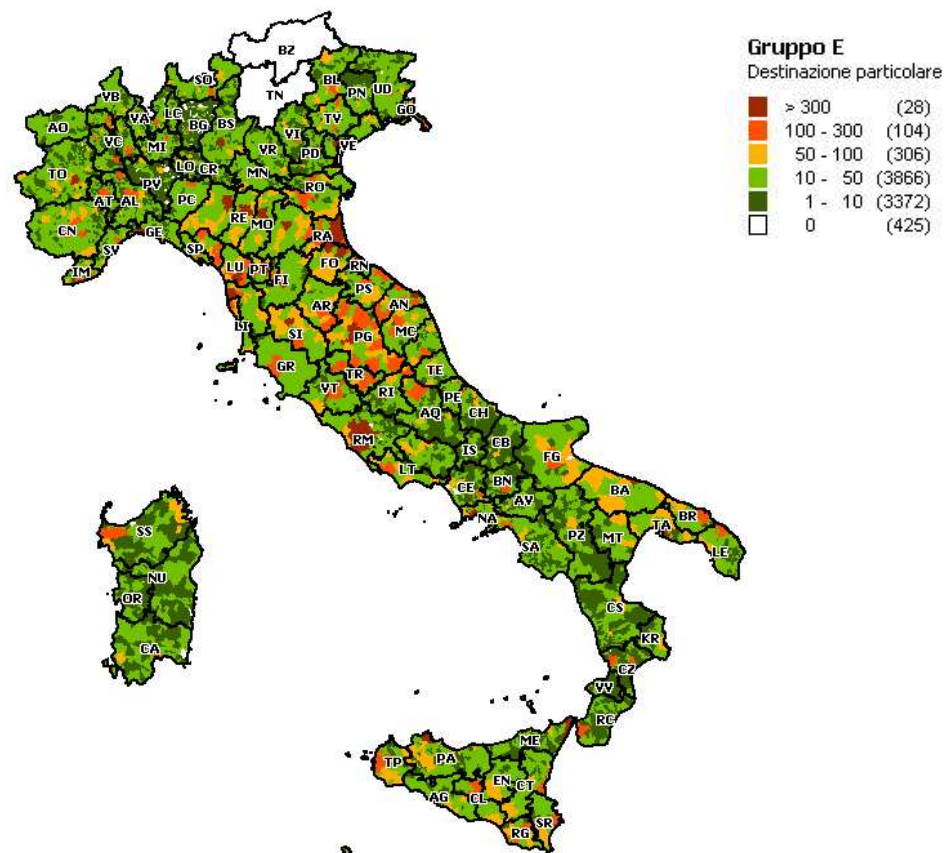 Gruppo E
Destinazione particolare
> 300 (28)
100 - 300 (104)
50 - 100 (306)
10 - 50 (3866)
1 - 10 (3372)
0 (425)
BZ
SO
TN
BL
PN
UD
GO
VB
VA
LC
BG
BS
TV
VI
VE
AO
VC
MI
VR
PD
TO
LO
CR
MN
RO
PV
AT
AL
PC
RE
MO
CN
GE
RA
SV
SP
FO
RN
IM
LU
PT
FI
PS
AR
AN
LI
SI
PG
MC
GR
TR
TE
VT
RI
PE
AQ
CH
RM
IS
CB
LT
FG
CE
BN
BA
AV
NA
SA
PZ
MT
TA
BR
LE
SS
NU
OR
CA
CS
KR
CZ
VV
RC
ME
TP
PA
EN
CT
AG
CL
RG
SR